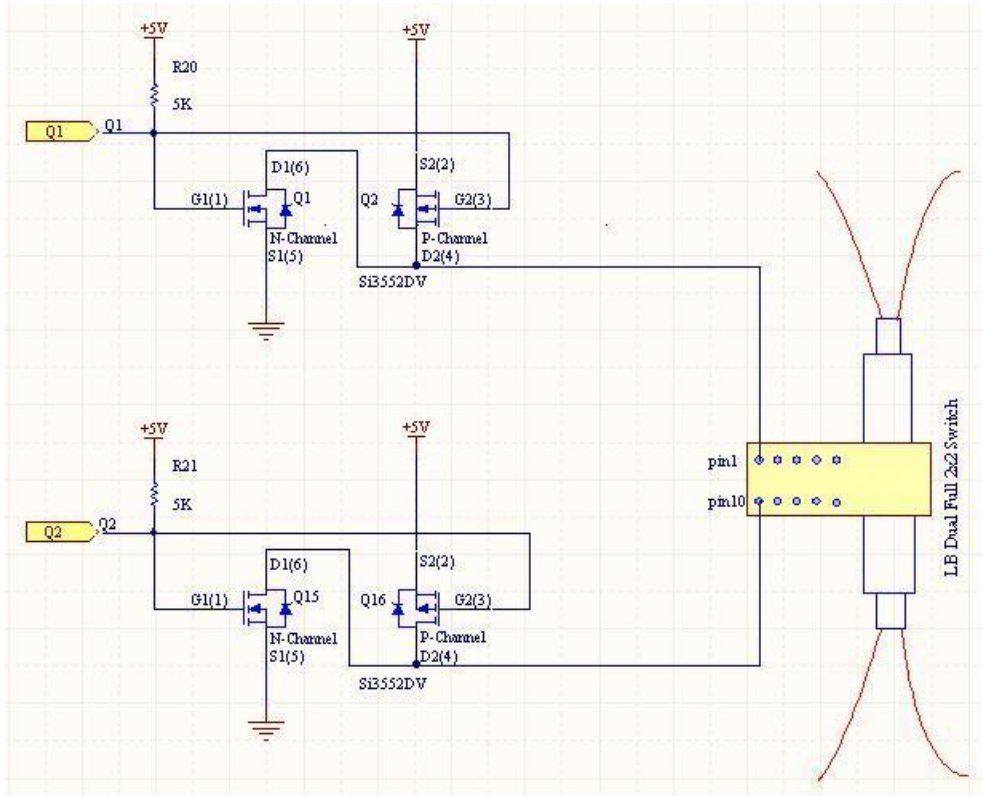 +5V
+5V
R20
5K
Q1
Q1
D1(6)
S2(2)
G1(1)
Q1
Q2
G2(3)
N-Channel
P-Channel
S1(5)
D2(4)
Si3552DV
+5V
+5V
R21
5K
Q2
Q2
D1(6)
S2(2)
G1(1)
Q15
Q16
G2(3)
N-Channel
P-Channel
S1(5)
D2(4)
Si3552DV
pin1
pin10
LB Dual Full 2x2 Switch